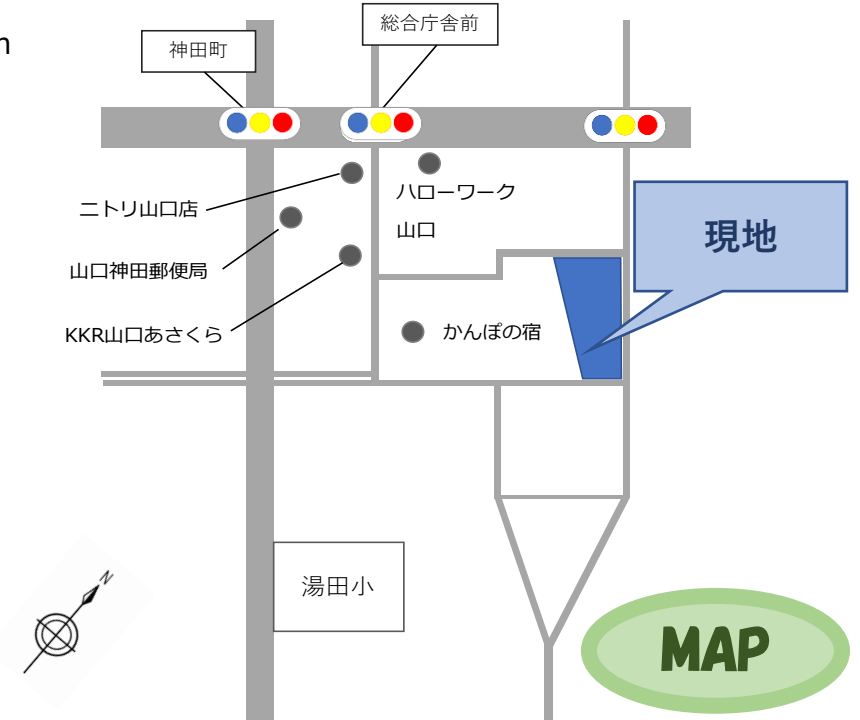 総合庁舎前
m
神田町
ニトリ山口店
ハローワーク
山口
現地
山口神田郵便局
KKR山口あさくら
かんぽの宿
湯田小
N
MAP